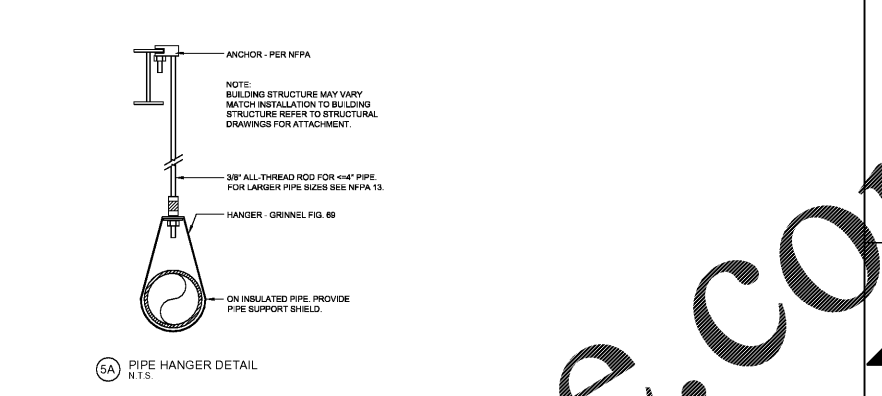 ANCHOR - PER NFPA
NOTE:
BUILDING STRUCTURE MAY VARY
MATCH INSTALLATION TO BUILDING
STRUCTURE REFER TO STRUCTURAL
DRAWINGS FOR ATTACHMENT.
3/8" ALL-THREAD ROD FOR <=4" PIPE.
FOR LARGER PIPE SIZES SEE NFPA 13.
HANGER - GRINNEL FIG. 69
ON INSULATED PIPE. PROVIDE
PIPE SUPPORT SHIELD.
5A PIPE HANGER DETAIL
N.T.S.
e.co